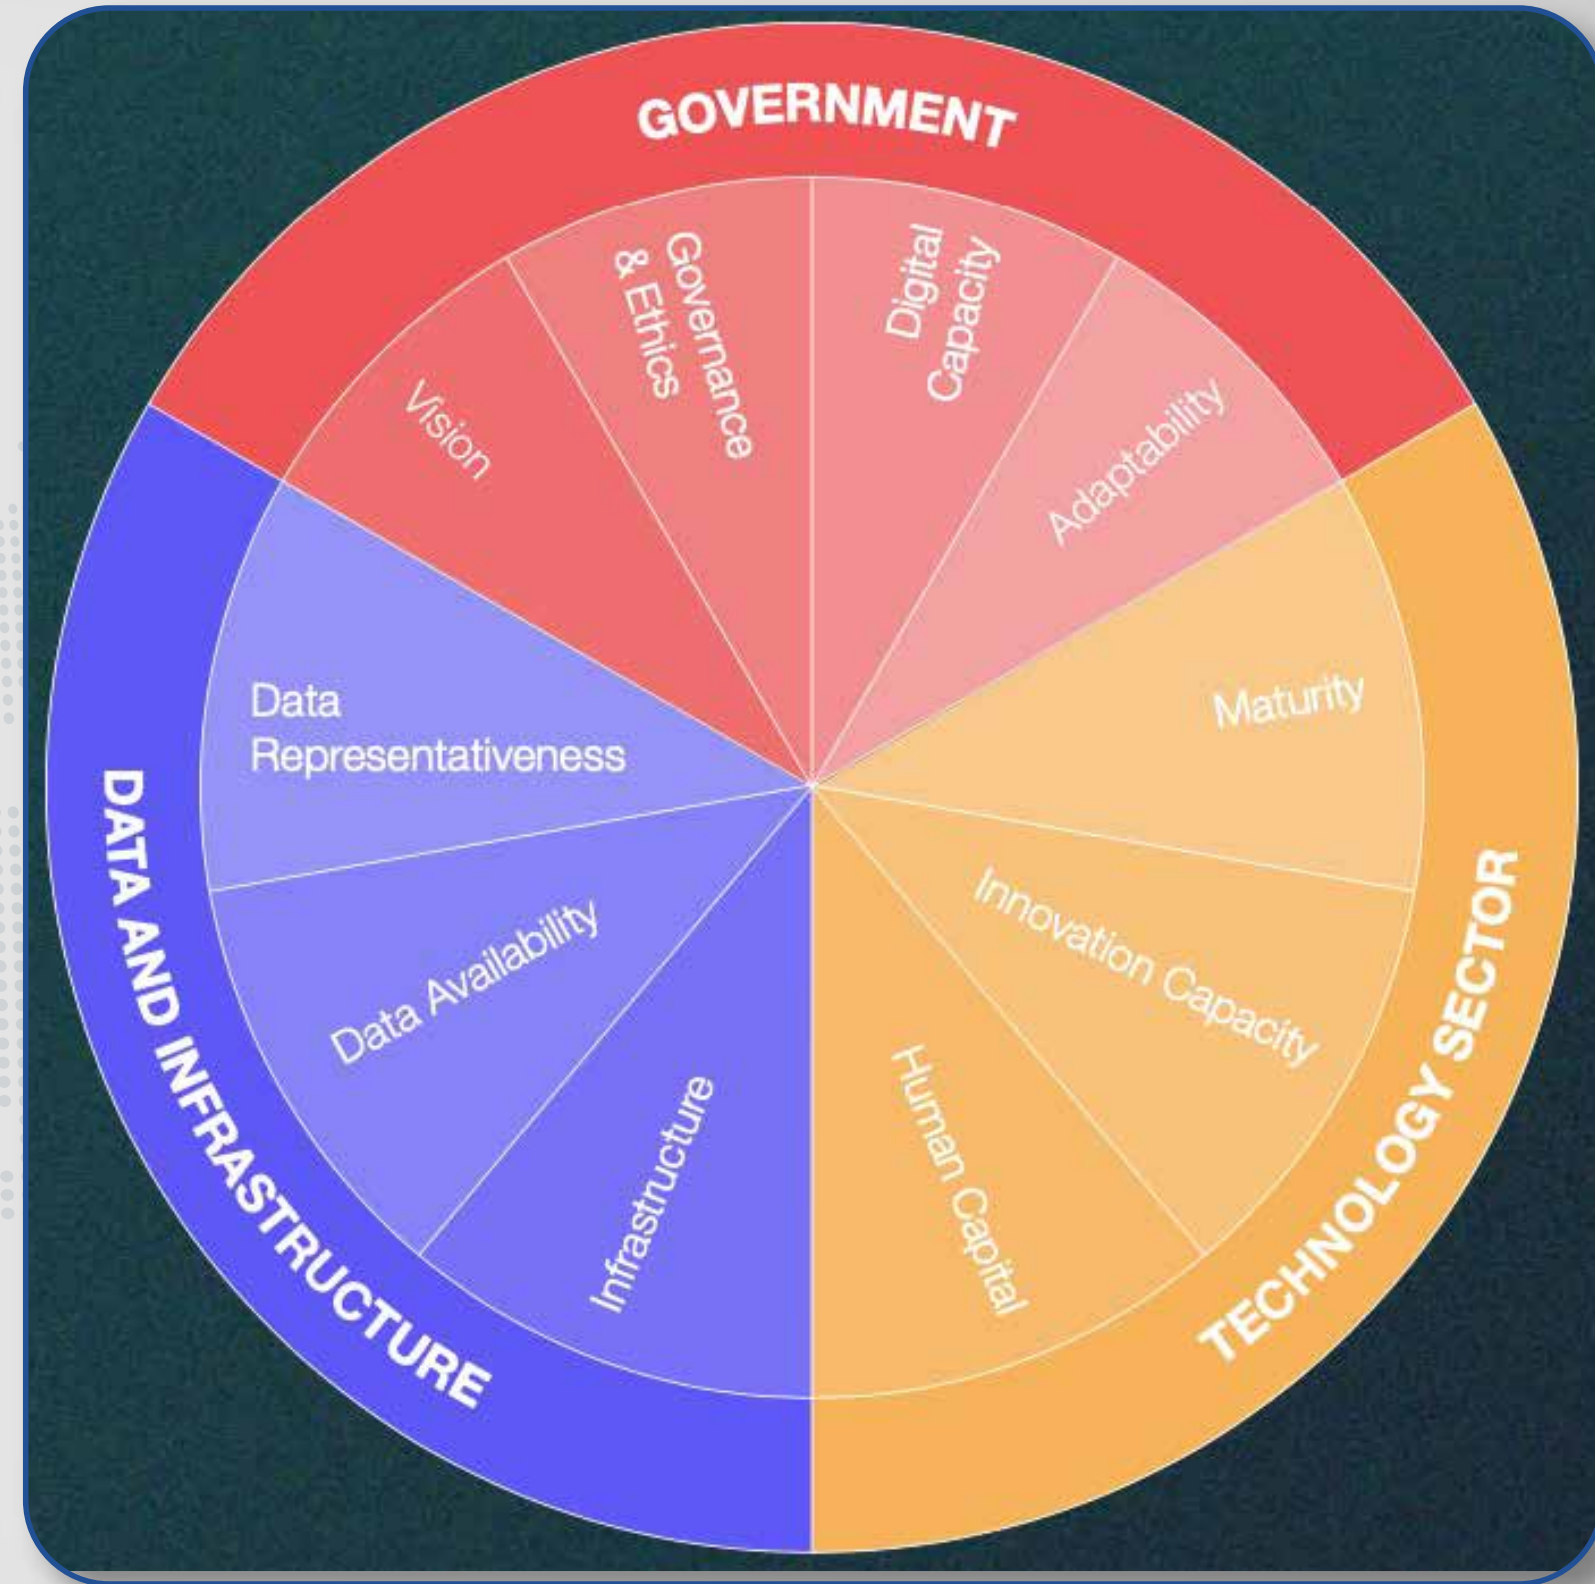 GOVERNMENT
Vision
Governance
& Ethics
Digital
Capacity
Adaptability
Maturity
Innovation Capacity
Human Capital
TECHNOLOGY SECTOR
Data
Representativeness
Data Availability
Infrastructure
DATA AND INFRASTRUCTURE